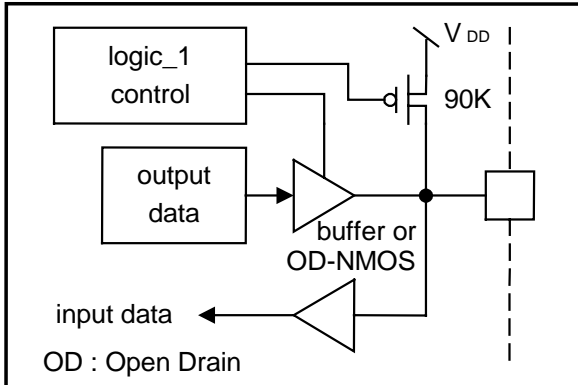 logic_1
control
V DD
90K
output
data
buffer or
OD-NMOS
input data
OD : Open Drain